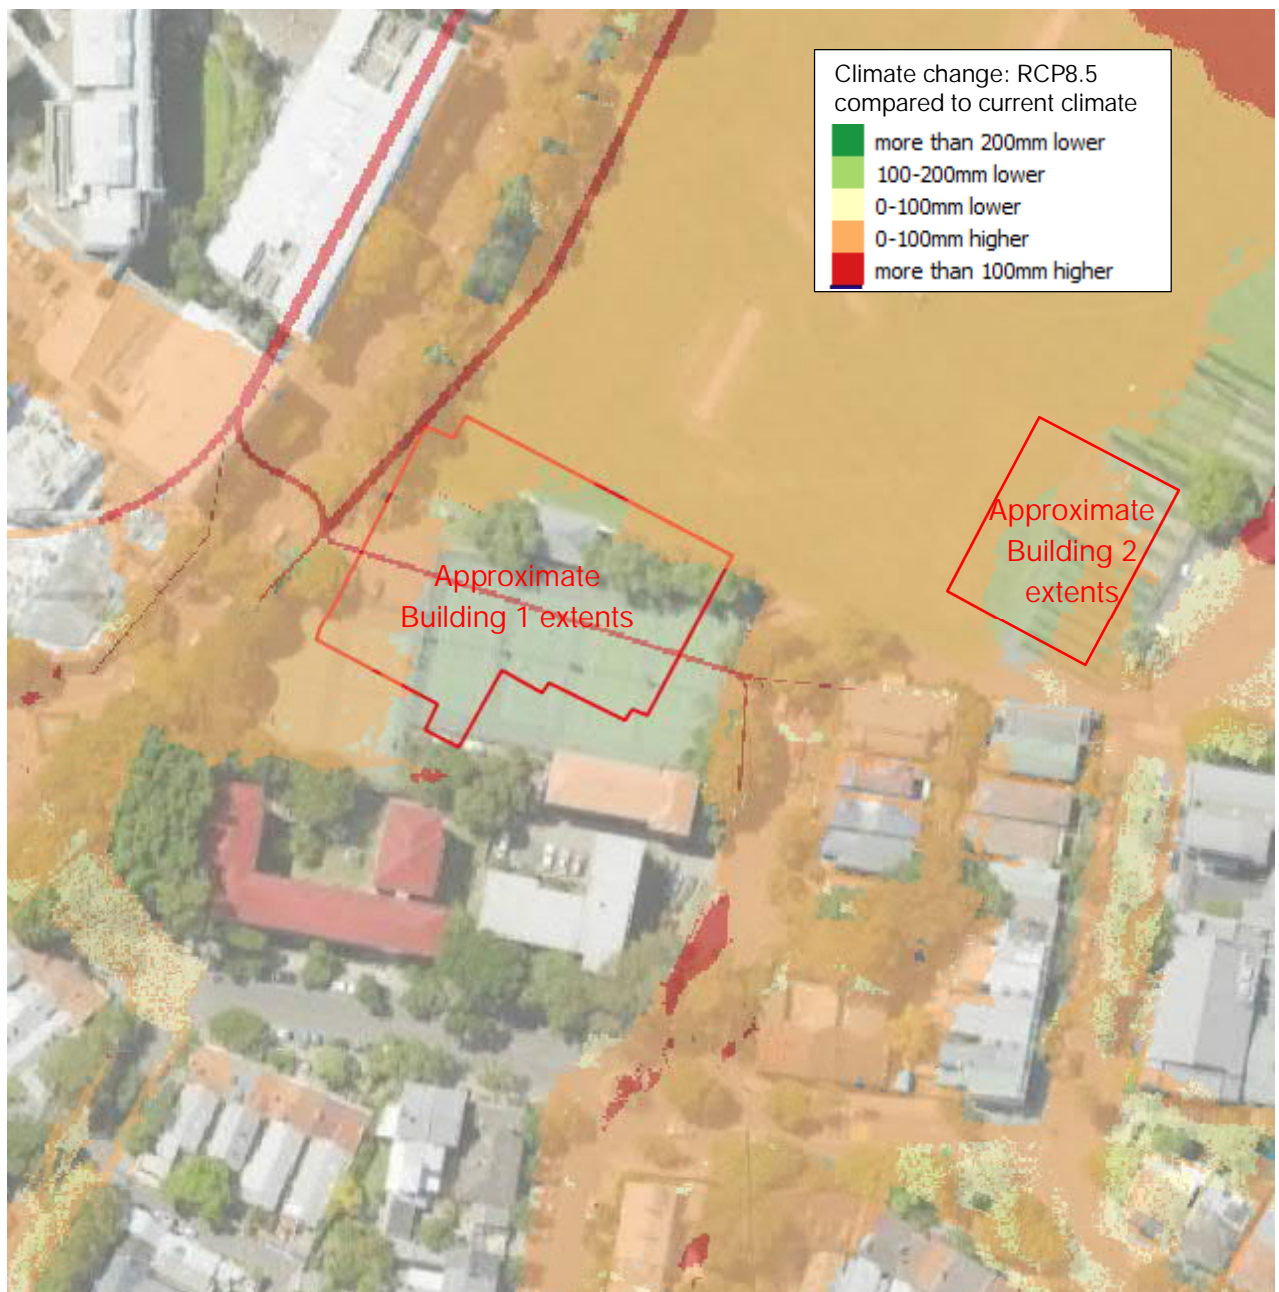 Climate change: RCP8.5
compared to current climate
more than 200mm lower
100-200mm lower
0-100mm lower
0-100mm higher
more than 100mm higher
Approximate
Building 1 extents
Approximate
Building 2
extents